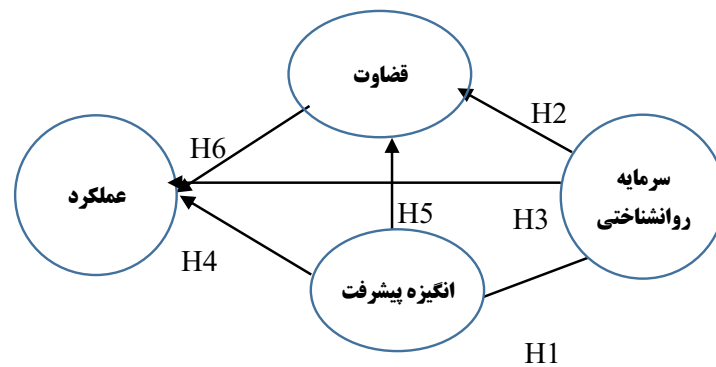 قضاوت
H2
H6
سرمایه
روانشناختی
عملکرد
H5
H3
H4
انگیزه پیشرفت
H1